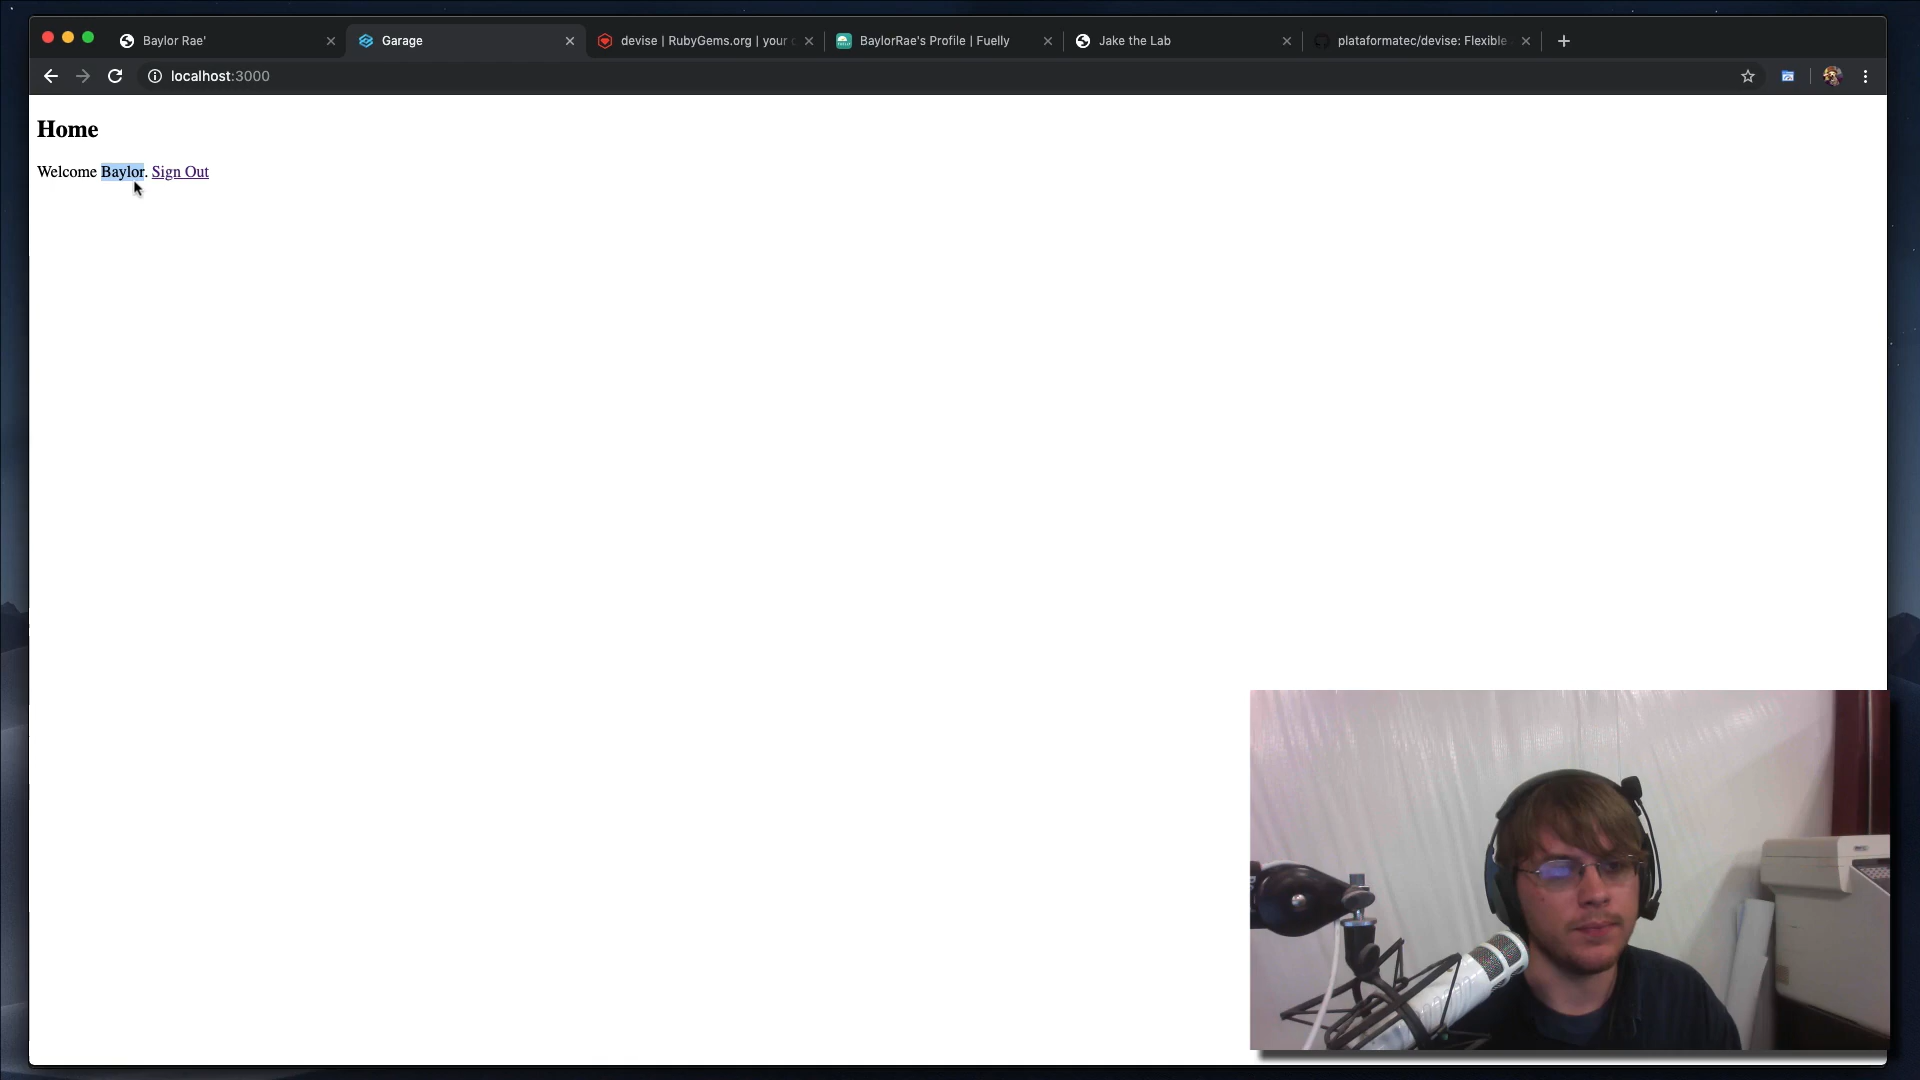 Baylor Rae'
Garage
devise | RubyGems.org | your
BaylorRae's Profile | Fuelly
Jake the Lab
plataformatec/devise: Flexible
localhost:3000
Home
Welcome Baylor. Sign Out